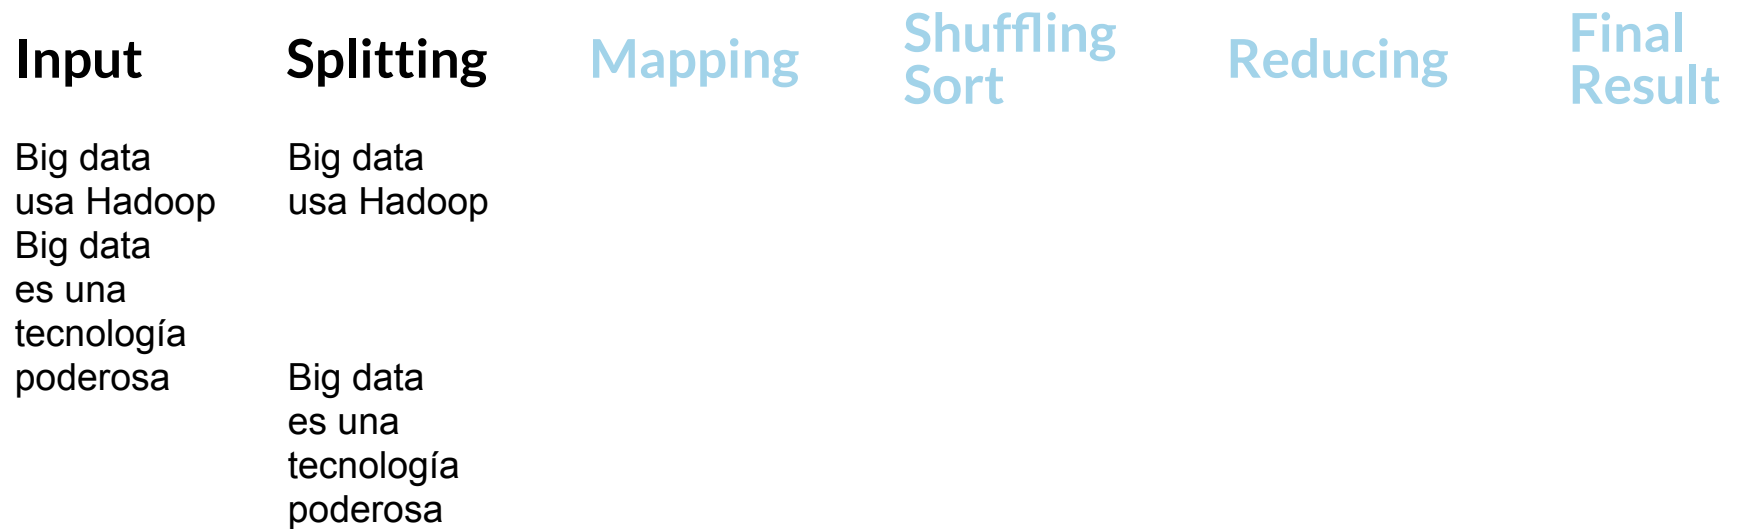 Input
Splitting
Mapping
Shuffling
Sort
Reducing
Final
Result
Big data
usa Hadoop
Big data
es una
tecnología
poderosa
Big data
usa Hadoop
Big data
es una
tecnología
poderosa